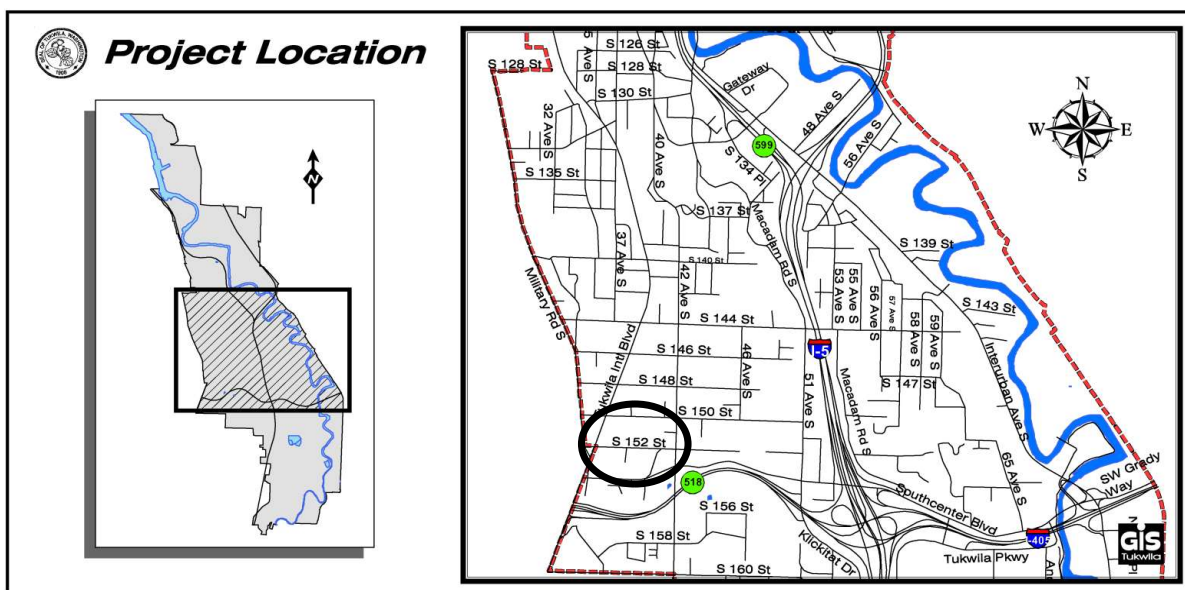 Project Location
SEAL OF TUKWILA, WASHINGTON
1908
N
N
W
E
S
S 126 St
S 128 St
S 128 St
S 130 St
Gateway
Dr
32 Ave S
40 Ave S
48 Ave S
56 Ave S
599
S 134 Pl
S 135 St
S 137 St
Macadam Rd S
37 Ave S
S 139 St
S 140 St
Military Rd S
42 Ave S
53 Ave S
55 Ave S
56 Ave S
57 Ave S
58 Ave S
59 Ave S
S 143 St
S 144 St
Tukwila Intl Blvd
S 146 St
46 Ave S
I-5
Interurban Ave S
S 147 St
S 148 St
51 Ave S
Macadam Rd S
S 150 St
S 152 St
65 Ave S
SW Grady
Way
518
Southcenter Blvd
S 156 St
S 158 St
Klickitat Dr
-405
Tukwila Pkwy
S 160 St
GIS
Tukwila